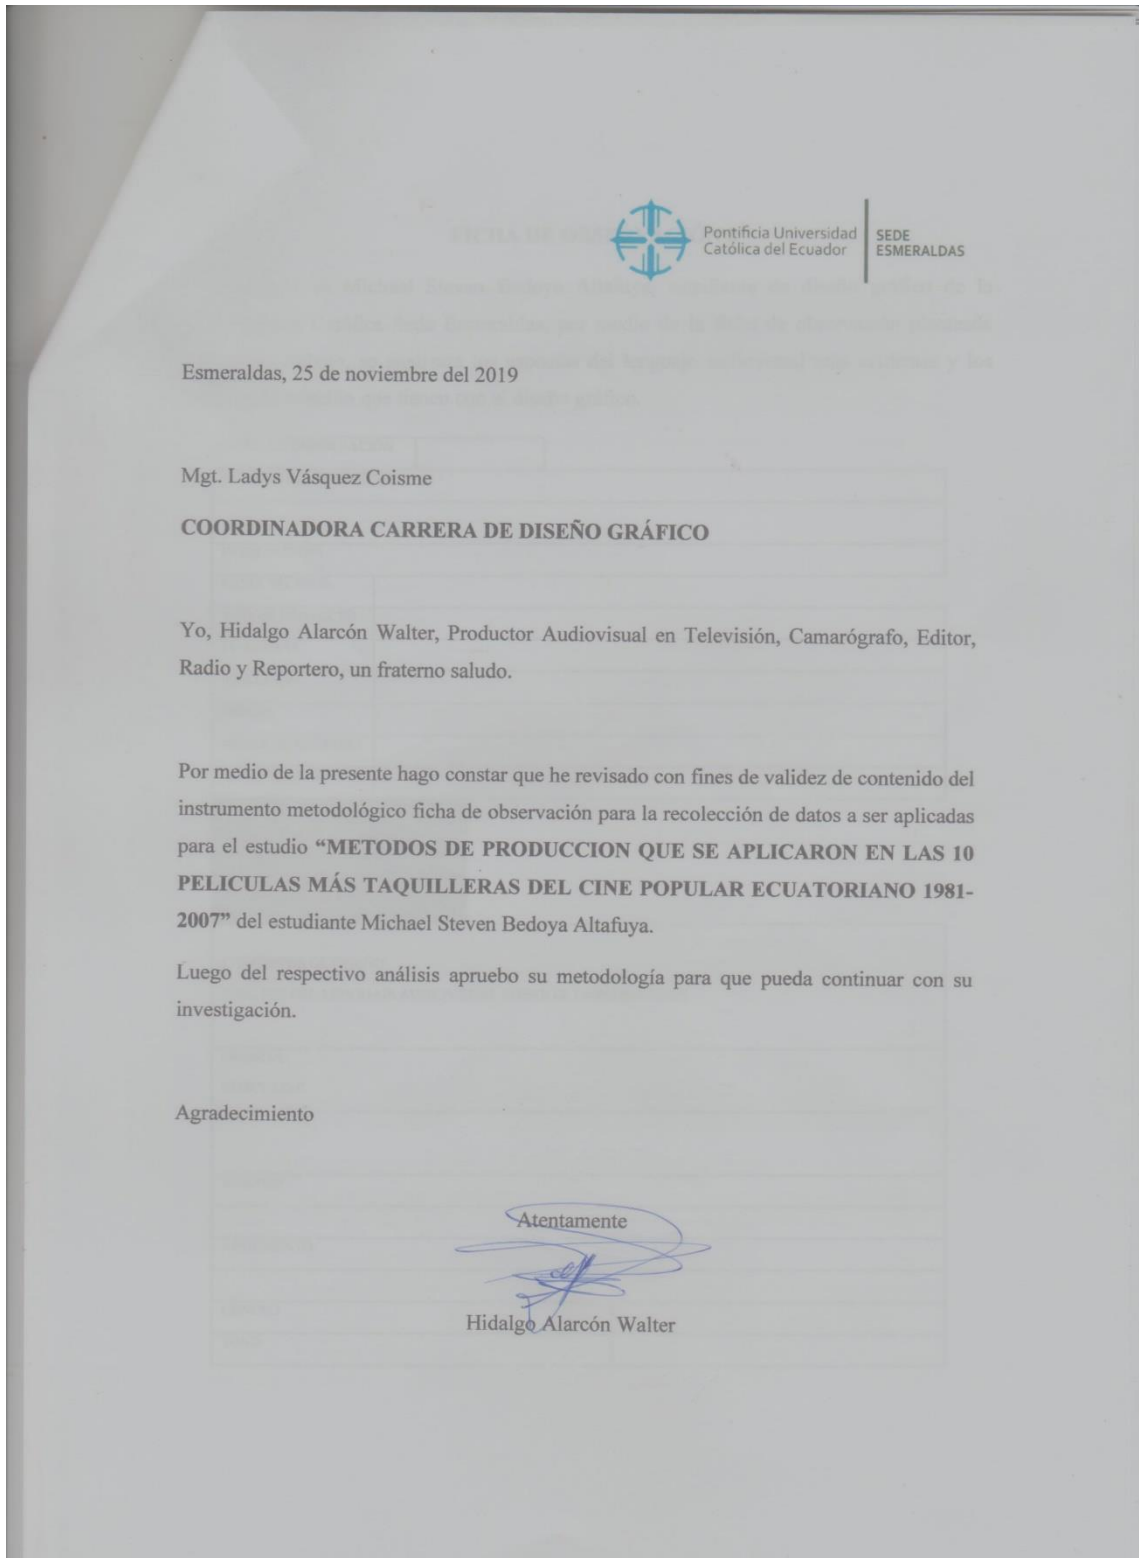 FICHA DE
Pontificia Universidad
Católica del Ecuador
SEDE
ESMERALDAS
Esmeraldas, 25 de noviembre del 2019
Mgt. Ladys Vásquez Coisme
COORDINADORA CARRERA DE DISEÑO GRÁFICO
Yo, Hidalgo Alarcón Walter, Productor Audiovisual en Televisión, Camarógrafo, Editor,
Radio y Reportero, un fraterno saludo.
Por medio de la presente hago constar que he revisado con fines de validez de contenido del
instrumento metodológico ficha de observación para la recolección de datos a ser aplicadas
para el estudio “METODOS DE PRODUCCION QUE SE APLICARON EN LAS 10
PELICULAS MÁS TAQUILLERAS DEL CINE POPULAR ECUATORIANO 1981-
2007” del estudiante Michael Steven Bedoya Altafuya.
Luego del respectivo análisis apruebo su metodología para que pueda continuar con su
investigación.
Agradecimiento
Atentamente
Hidalgo Alarcón Walter